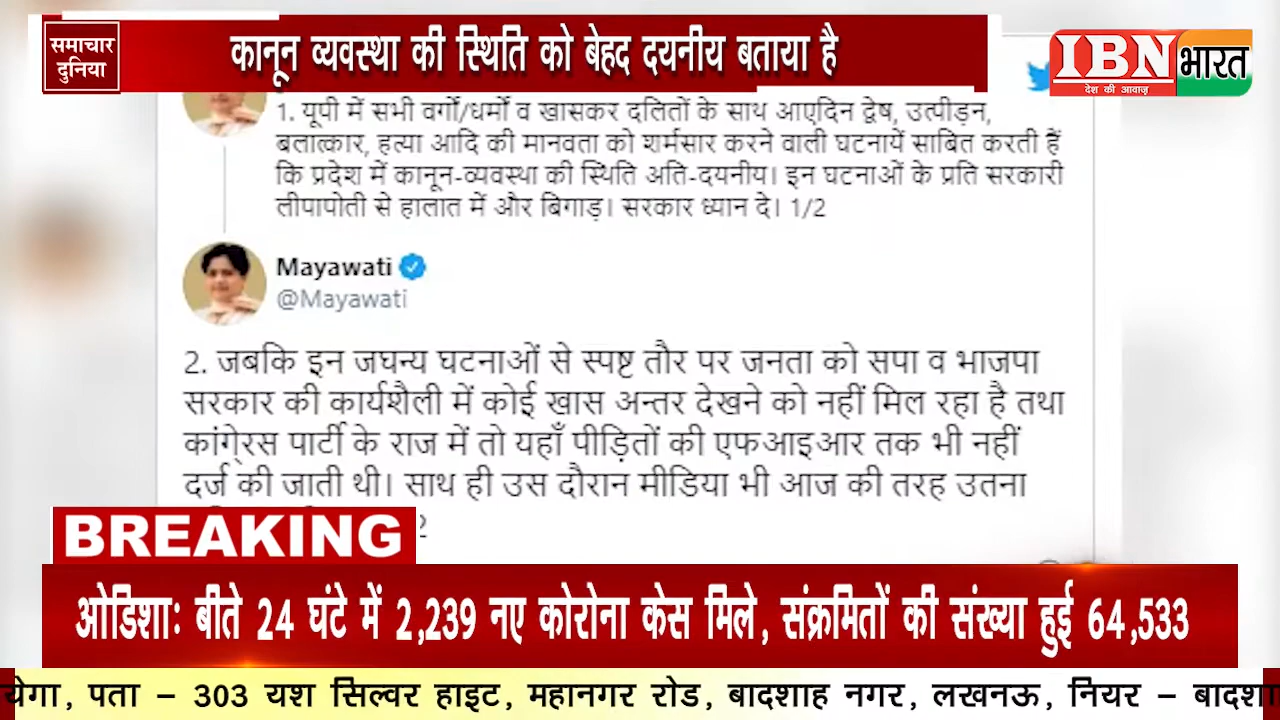 समाचार
दुनिया
कानून व्यवस्था की स्थिति को बेहद दयनीय बताया है
IBN भारत
देश की आवाज़
1. यूपी में सभी वर्गों/धर्मों व खासकर दलितों के साथ आएदिन द्वेष, उत्पीड़न,
बलात्कार, हत्या आदि की मानवता को शर्मसार करने वाली घटनायें साबित करती हैं
कि प्रदेश में कानून-व्यवस्था की स्थिति अति-दयनीय। इन घटनाओं के प्रति सरकारी
लीपापोती से हालात में और बिगाड़। सरकार ध्यान दे। 1/2
Mayawati
@Mayawati
2. जबकि इन जघन्य घटनाओं से स्पष्ट तौर पर जनता को सपा व भाजपा
सरकार की कार्यशैली में कोई खास अन्तर देखने को नहीं मिल रहा है तथा
कांगे्रस पार्टी के राज में तो यहाँ पीड़ितों की एफआइआर तक भी नहीं
दर्ज की जाती थी। साथ ही उस दौरान मीडिया भी आज की तरह उतना
BREAKING
ओडिशा: बीते 24 घंटे में 2,239 नए कोरोना केस मिले, संक्रमितों की संख्या हुई 64,533
येगा, पता – 303 यश सिल्वर हाइट, महानगर रोड, बादशाह नगर, लखनऊ, नियर –